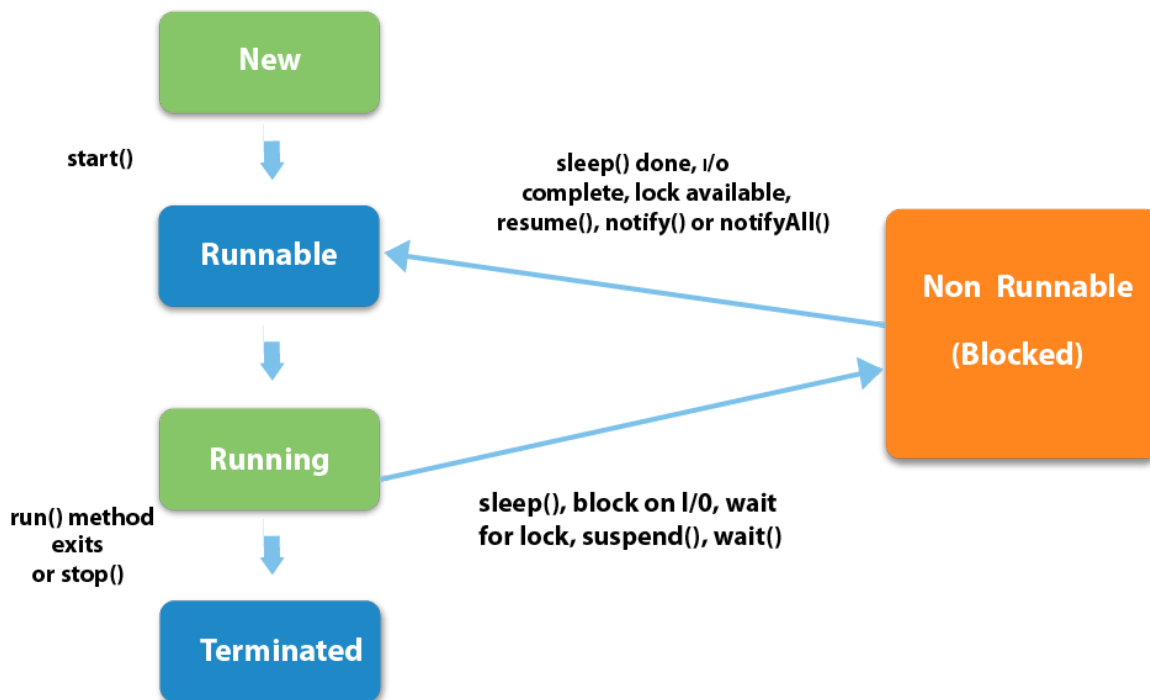 New
start()
sleep() done, I/o
complete, lock available,
resume(), notify() or notifyAll()
Runnable
Non Runnable
(Blocked)
Running
sleep(), block on l/0, wait
for lock, suspend(), wait()
run() method
exits
or stop()
Terminated